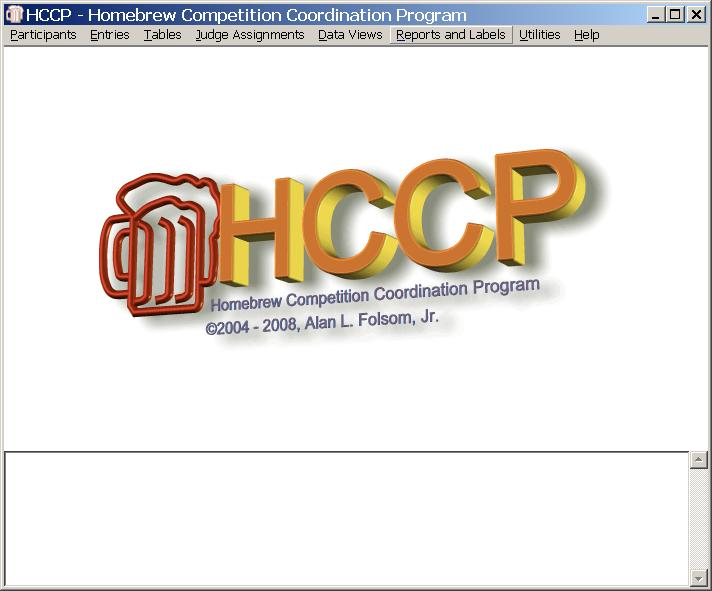 HCCP - Homebrew Competition Coordination Program
Participants Entries Tables Judge Assignments Data Views Reports and Labels Utilities Help
HCCP
Homebrew Competition Coordination Program
©2004 - 2008, Alan L. Folsom, Jr.